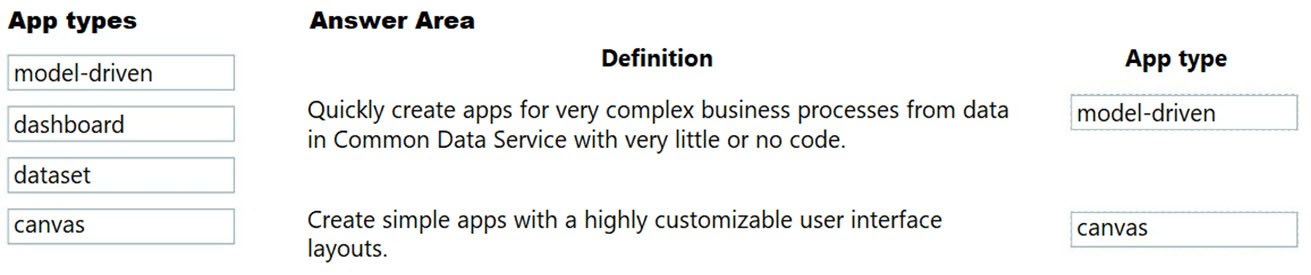 App types
model-driven
dashboard
dataset
canvas
Answer Area
Definition
App type
Quickly create apps for very complex business processes from data
in Common Data Service with very little or no code.
model-driven
Create simple apps with a highly customizable user interface
layouts.
canvas